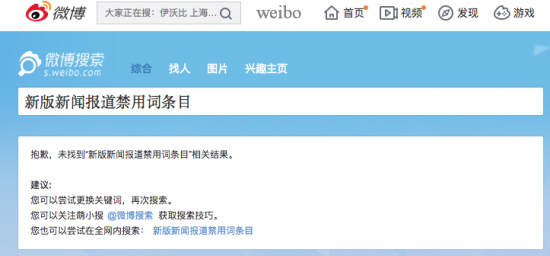 微博 大家正在搜：伊沃比 上海... weibo 首页 视频 发现 游戏
微博搜索
s.weibo.com
综合 找人 图片 兴趣主页
新版新闻报道禁用词条目
抱歉，未找到“新版新闻报道禁用词条目”相关结果。
建议：
您可以尝试更换关键词，再次搜索。
您可以关注萌小搜 @微博搜索 获取搜索技巧。
您也可以尝试在全网内搜索： 新版新闻报道禁用词条目